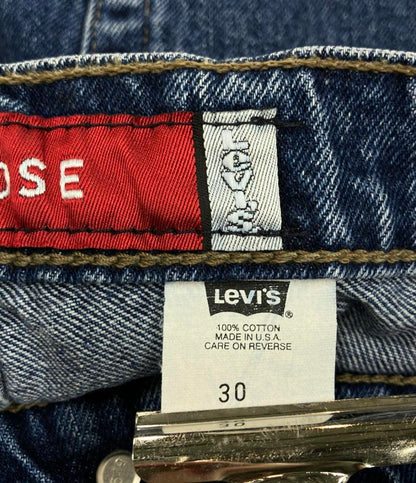 OSE
Levi's
Levi's ®
100% COTTON
MADE IN U.S.A.
CARE ON REVERSE
30